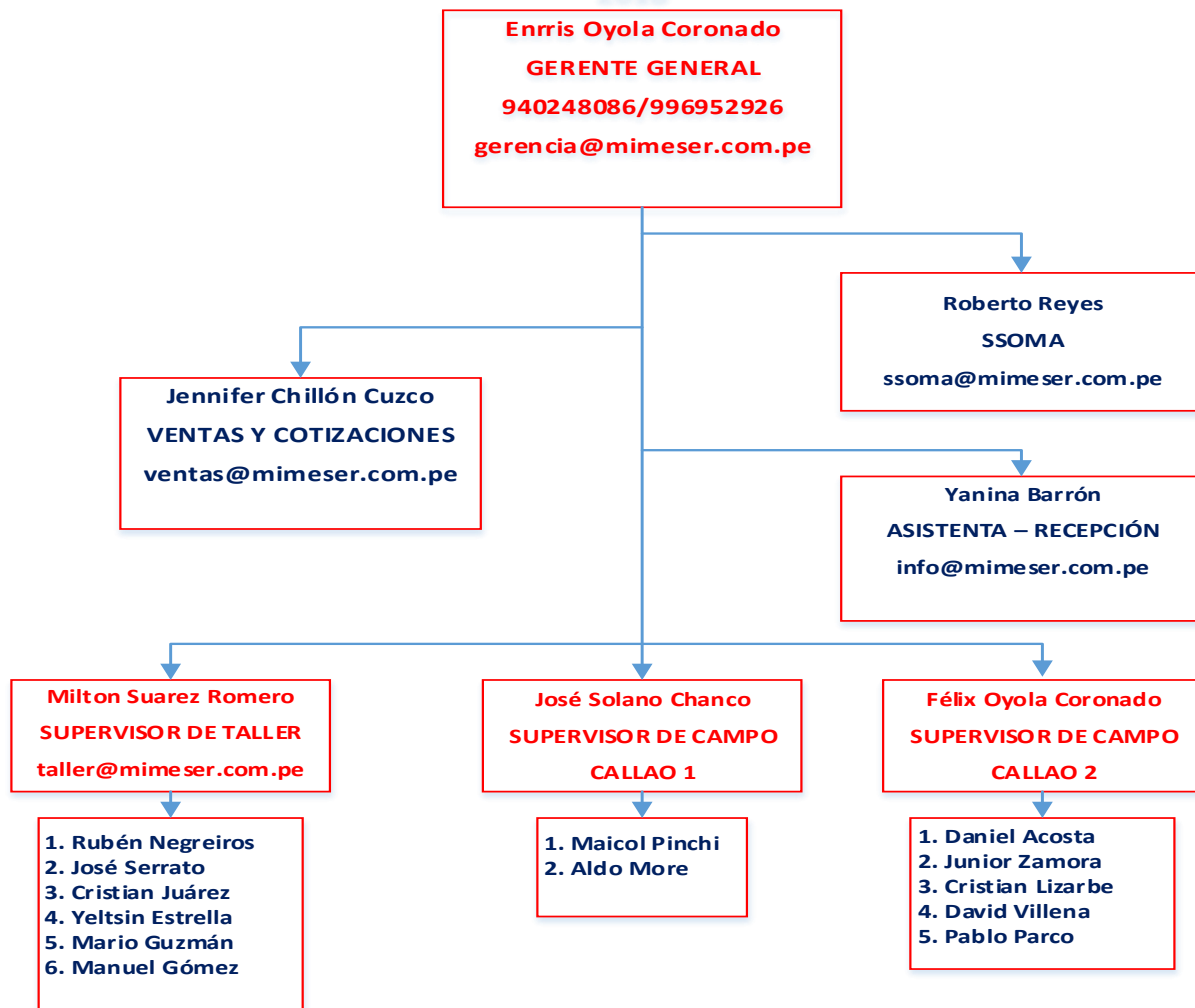 Enrris Oyola Coronado
GERENTE GENERAL
940248086/996952926
gerencia@mimeser.com.pe
Roberto Reyes
SSOMA
ssoma@mimeser.com.pe
Jennifer Chillón Cuzco
VENTAS Y COTIZACIONES
ventas@mimeser.com.pe
Yanina Barrón
ASISTENTA – RECEPCIÓN
info@mimeser.com.pe
Milton Suarez Romero
SUPERVISOR DE TALLER
taller@mimeser.com.pe
José Solano Chanco
SUPERVISOR DE CAMPO
CALLAO 1
Félix Oyola Coronado
SUPERVISOR DE CAMPO
CALLAO 2
1. Rubén Negreiros
2. José Serrato
3. Cristian Juárez
4. Yeltsin Estrella
5. Mario Guzmán
6. Manuel Gómez
1. Maicol Pinchi
2. Aldo More
1. Daniel Acosta
2. Junior Zamora
3. Cristian Lizarbe
4. David Villena
5. Pablo Parco